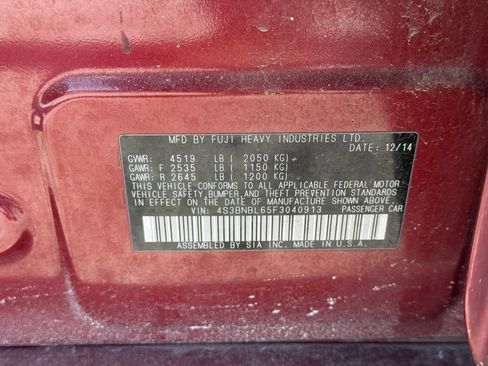 MFD BY FUJI HEAVY INDUSTRIES LTD.
DATE: 12/14
GVWR: 4519 LB ( 2050 KG)
GAWR: F 2535 LB ( 1150 KG)
GAWR: R 2645 LB ( 1200 KG)
THIS VEHICLE CONFORMS TO ALL APPLICABLE FEDERAL MOTOR
VEHICLE SAFETY, BUMPER, AND THEFT PREVENTION STANDARDS
IN EFFECT ON THE DATE OF MANUFACTURE SHOWN ABOVE.
VIN: 4S3BNBL65F3040913 PASSENGER CAR
ASSEMBLED BY SIA INC. MADE IN U.S.A.